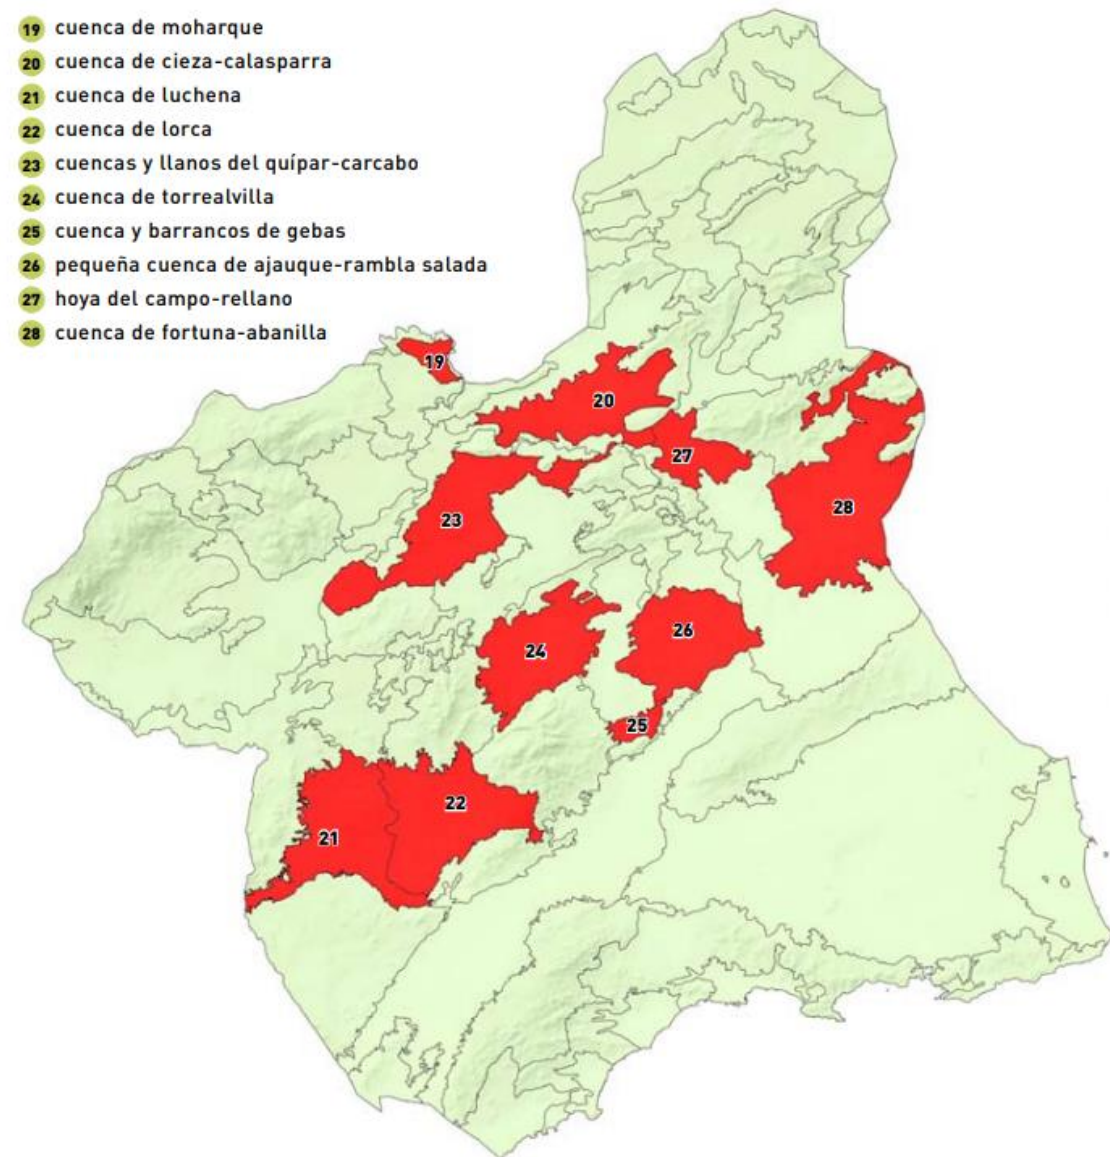 19 cuenca de moharque
20 cuenca de cieza-calasparra
21 cuenca de luchena
22 cuenca de lorca
23 cuencas y llanos del quípar-carcabo
24 cuenca de torrealvilla
25 cuenca y barrancos de gebas
26 pequeña cuenca de ajauque-rambla salada
27 hoya del campo-rellano
28 cuenca de fortuna-abanilla
19
20
27
28
23
26
24
25
22
21